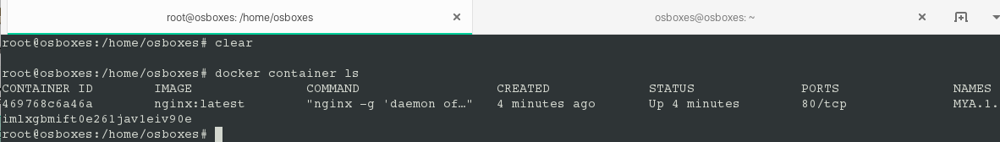 root@osboxes: /home/osboxes
osboxes@osboxes: ~
root@osboxes:/home/osboxes# clear
root@osboxes:/home/osboxes# docker container ls
CONTAINER ID IMAGE COMMAND CREATED STATUS PORTS NAMES
469768c6a46a nginx:latest "nginx -g 'daemon of…" 4 minutes ago Up 4 minutes 80/tcp MYA.1.
imlxgbmift0e261jav1eiv90e
root@osboxes:/home/osboxes#